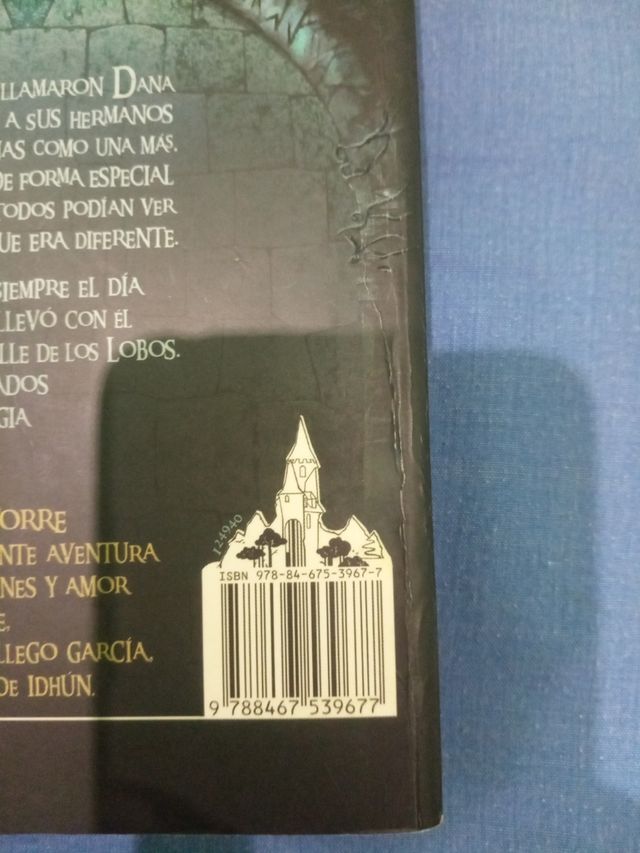 LLAMARON DANA
A SUS HERMANOS
COMO UNA MÁS,
DE FORMA ESPECIAL
TODOS PODÍAN VER
UE ERA DIFERENTE.
SIEMPRE EL DÍA
LLEVÓ CON ÉL
LLE DE LOS LOBOS.
ADOS
GIA
ORRE
NTE AVENTURA
NES Y AMOR
E,
LLEGO GARCÍA,
DE IDHÚN.
124940
ISBN 978-84-675-3967-7
9 788467 539677